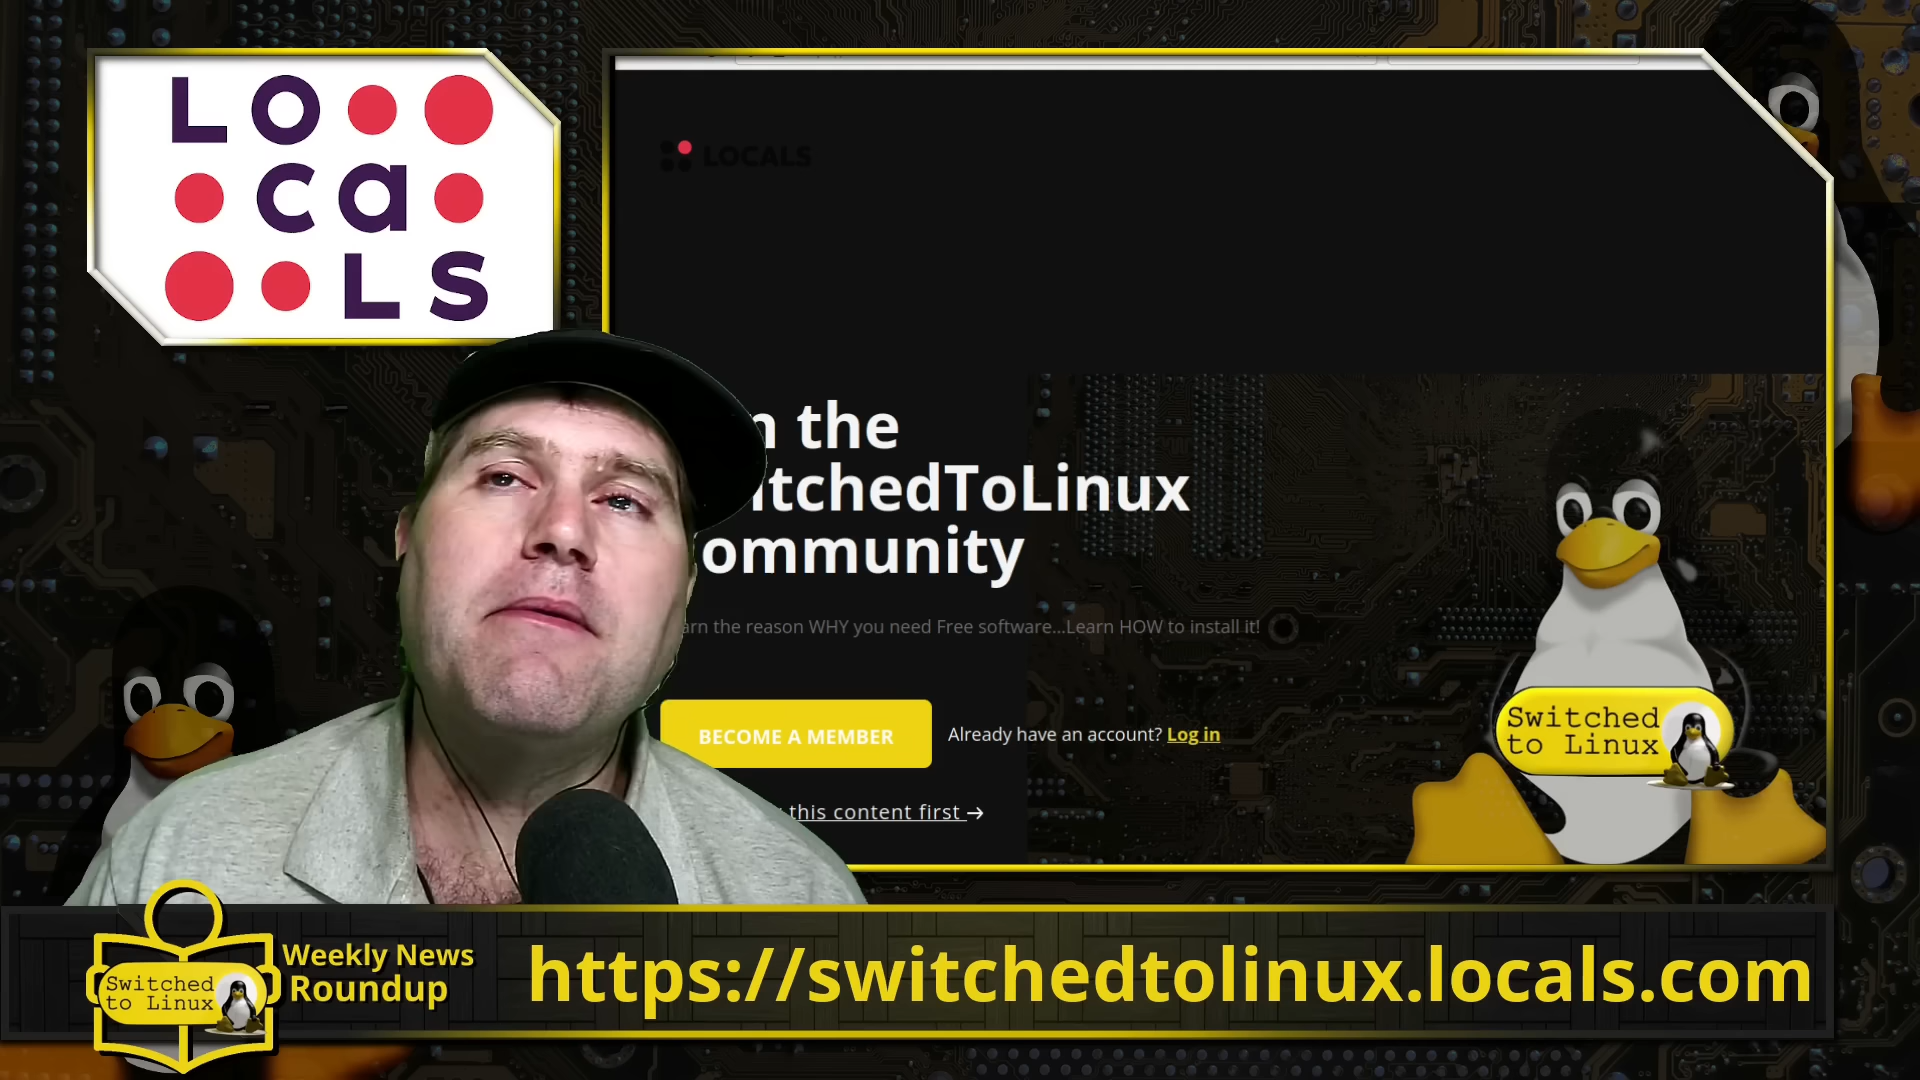 LO
ca
LS
LOCALS
n the
itchedToLinux
ommunity
arn the reason WHY you need Free software...Learn HOW to install it!
BECOME A MEMBER
Already have an account? Log in
this content first →
Switched
to Linux
Switched
to Linux
Weekly News
Roundup
https://switchedtolinux.locals.com